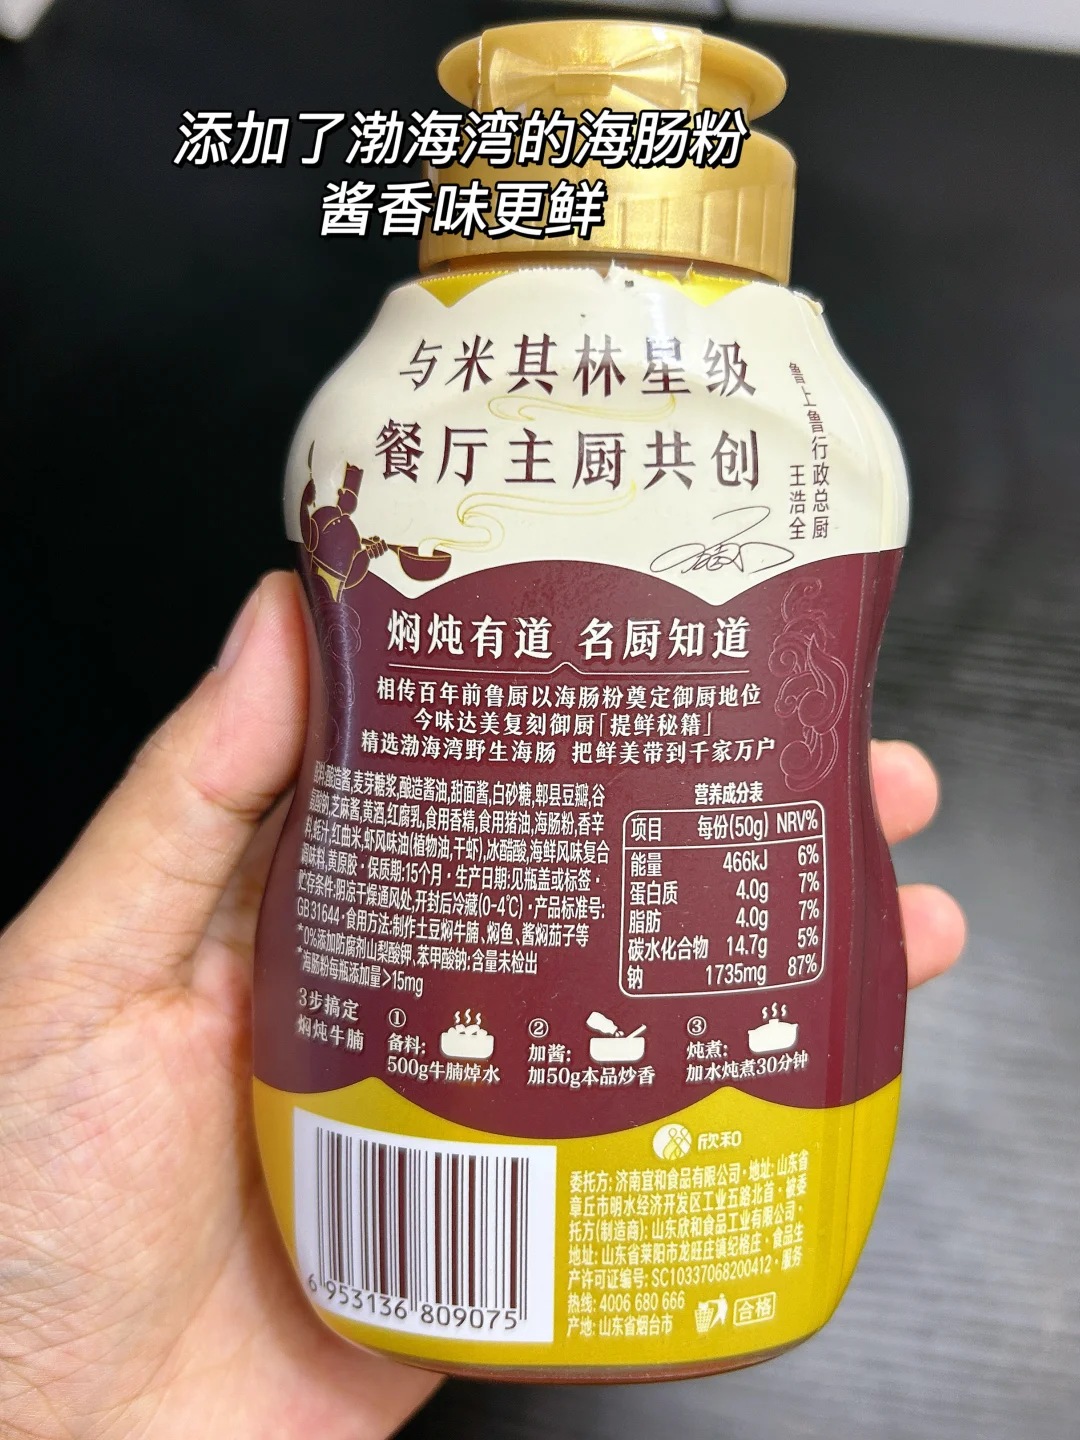 添加了渤海湾的海肠粉
酱香味更鲜
与米其林星级
餐厅主厨共创
鲁上鲁行政总厨
王浩全
焖炖有道 名厨知道
相传百年前鲁厨以海肠粉奠定御厨地位
今味达美复刻御厨「提鲜秘籍」
精选渤海湾野生海肠 把鲜美带到千家万户
配料:酿造酱,麦芽糖浆,酿造酱油,甜面酱,白砂糖,郫县豆瓣,谷
氨酸钠,芝麻酱,黄酒,红腐乳,食用香精,食用猪油,海肠粉,香辛
料,蚝汁,红曲米,虾风味油(植物油,干虾),冰醋酸,海鲜风味复合
调味料,黄原胶·保质期:15个月·生产日期:见瓶盖或标签·
贮存条件:阴凉干燥通风处,开封后冷藏(0-4℃)·产品标准号:
GB 31644·食用方法:制作土豆焖牛腩、焖鱼、酱焖茄子等
*0%添加防腐剂山梨酸钾、苯甲酸钠;含量未检出
*海肠粉每瓶添加量>15mg
营养成分表
项目 每份(50g) NRV%
能量 466kJ 6%
蛋白质 4.0g 7%
脂肪 4.0g 7%
碳水化合物 14.7g 5%
钠 1735mg 87%
3步搞定
焖炖牛腩
①
备料:
500g牛腩焯水
②
加酱:
加50g本品炒香
③
炖煮:
加水炖煮30分钟
欣和
委托方: 济南宜和食品有限公司·地址: 山东省
章丘市明水经济开发区工业五路北首·被委
托方(制造商): 山东欣和食品工业有限公司·
地址: 山东省莱阳市龙旺庄镇纪格庄·食品生
产许可证编号: SC10337068200412·服务
热线: 4006 680 666
产地: 山东省烟台市
合格
6 953136 809075